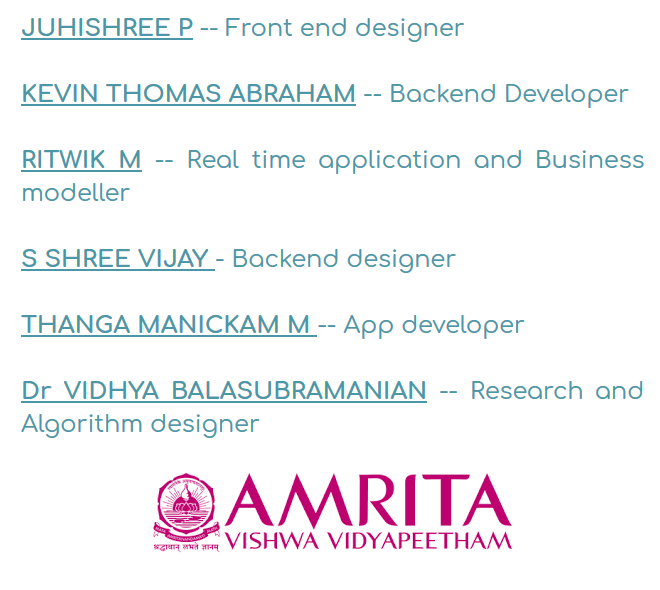 JUHISHREE P -- Front end designer
KEVIN THOMAS ABRAHAM -- Backend Developer
RITWIK M -- Real time application and Business
modeller
S SHREE VIJAY - Backend designer
THANGA MANICKAM M -- App developer
Dr VIDHYA BALASUBRAMANIAN -- Research and
Algorithm designer
AMRITA
VISHWA VIDYAPEETHAM
श्रद्धावान् लभते ज्ञानम्